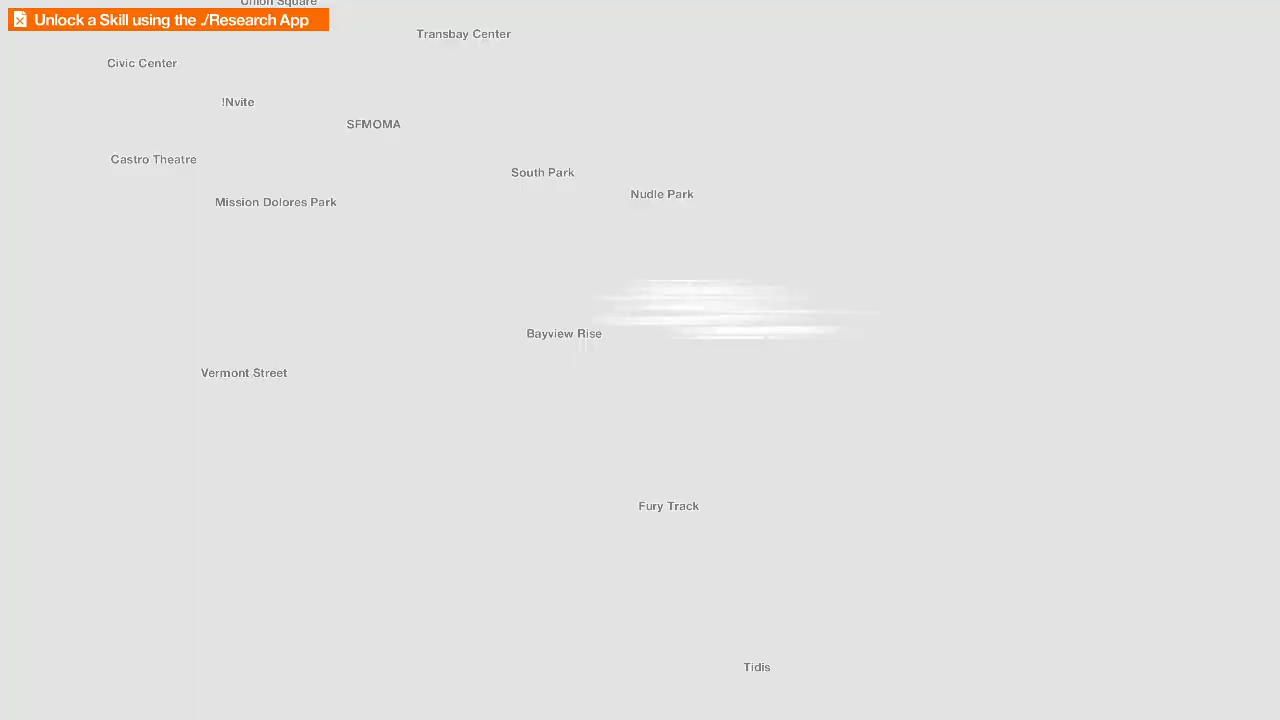 Union Square
Unlock a Skill using the ./Research App
Transbay Center
Civic Center
!Nvite
SFMOMA
Castro Theatre
South Park
Nudle Park
Mission Dolores Park
Bayview Rise
Vermont Street
Fury Track
Tidis